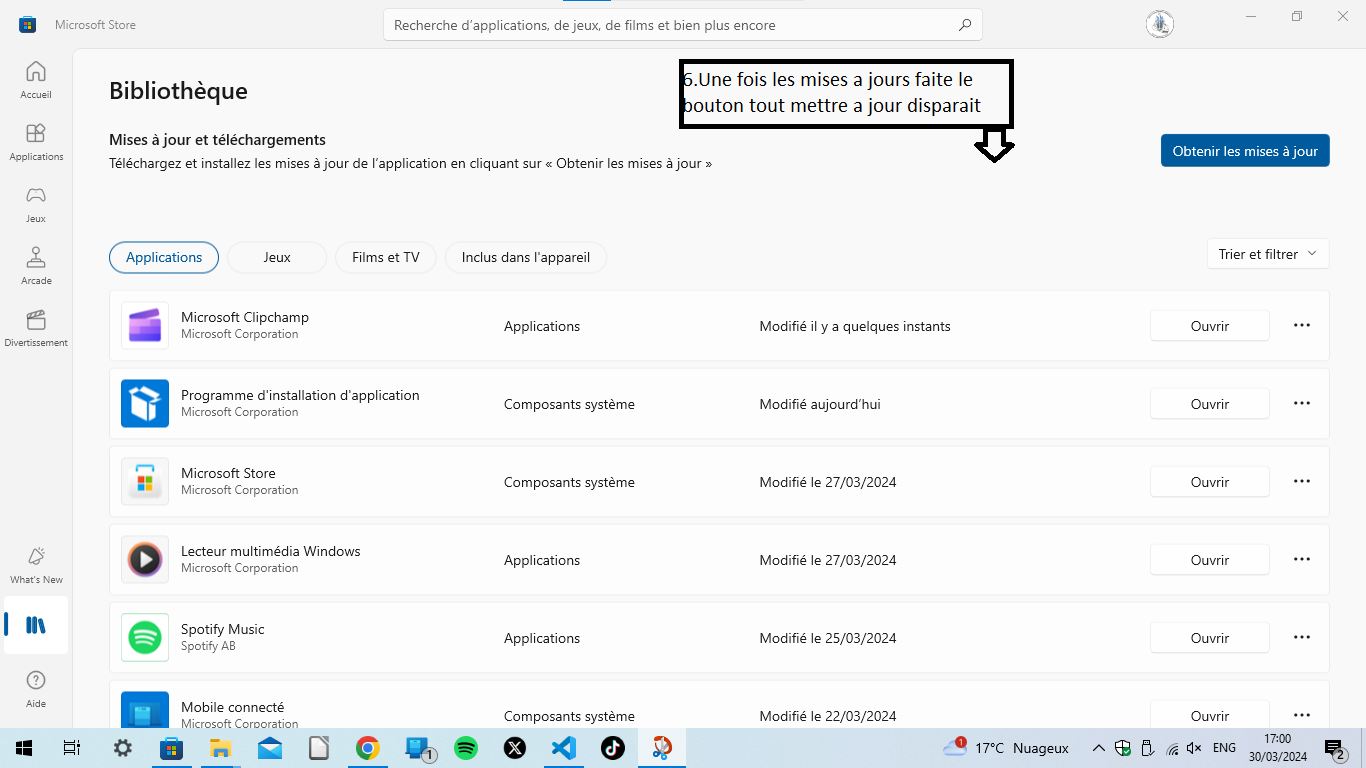 Microsoft Store
Recherche d'applications, de jeux, de films et bien plus encore
Accueil
Applications
Jeux
Arcade
Divertissement
What's New
Aide
Bibliothèque
6.Une fois les mises a jours faite le
bouton tout mettre a jour disparait
Mises à jour et téléchargements
Téléchargez et installez les mises à jour de l'application en cliquant sur « Obtenir les mises à jour »
Obtenir les mises à jour
Applications
Jeux
Films et TV
Inclus dans l'appareil
Trier et filtrer
Microsoft Clipchamp
Microsoft Corporation
Applications
Modifié il y a quelques instants
Ouvrir
Programme d'installation d'application
Microsoft Corporation
Composants système
Modifié aujourd'hui
Ouvrir
Microsoft Store
Microsoft Corporation
Composants système
Modifié le 27/03/2024
Ouvrir
Lecteur multimédia Windows
Microsoft Corporation
Applications
Modifié le 27/03/2024
Ouvrir
Spotify Music
Spotify AB
Applications
Modifié le 25/03/2024
Ouvrir
Mobile connecté
Microsoft Corporation
Composants système
Modifié le 22/03/2024
Ouvrir
1
1
17°C Nuageux
ENG
17:00
30/03/2024
2